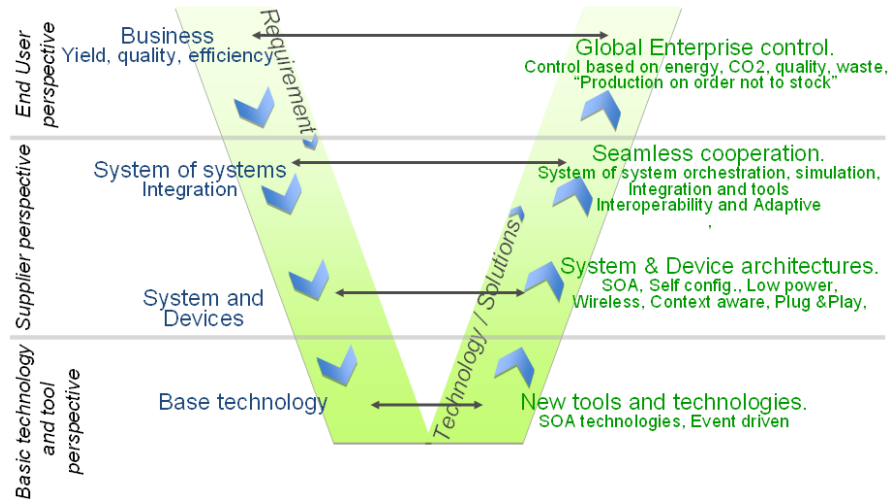 End User
perspective
Business
Yield, quality, efficiency.
Requirement
Global Enterprise control.
Control based on energy, CO2, quality, waste,
“Production on order not to stock”
Supplier perspective
System of systems
Integration
Seamless cooperation.
System of system orchestration, simulation,
Integration and tools
Interoperability and Adaptive
,
System and
Devices
Technology / Solutions
System & Device architectures.
SOA, Self config., Low power,
Wireless, Context aware, Plug &Play,
Basic technology
and tool
perspective
Base technology
New tools and technologies.
SOA technologies, Event driven